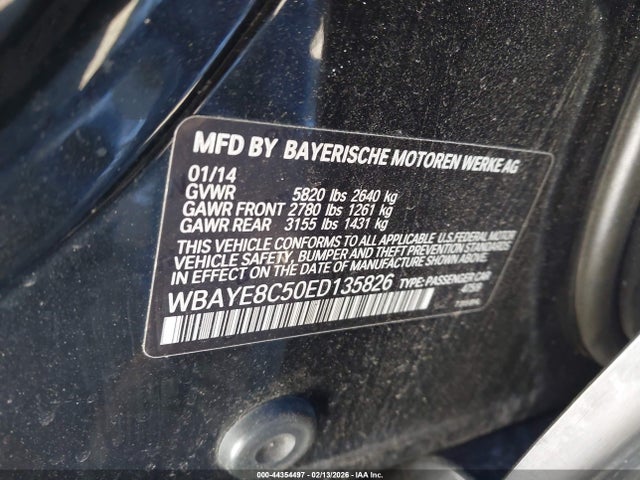 MFD BY BAYERISCHE MOTOREN WERKE AG
01/14
GVWR 5820 lbs 2640 kg
GAWR FRONT 2780 lbs 1261 kg
GAWR REAR 3155 lbs 1431 kg
THIS VEHICLE CONFORMS TO ALL APPLICABLE U.S.FEDERAL MOTOR
VEHICLE SAFETY, BUMPER AND THEFT PREVENTION STANDARDS
IN EFFECT ON THE DATE OF MANUFACTURE SHOWN ABOVE.
WBAYE8C50ED135826 TYPE: PASSENGER CAR
000-44354497 - 02/13/2026 - IAA Inc.